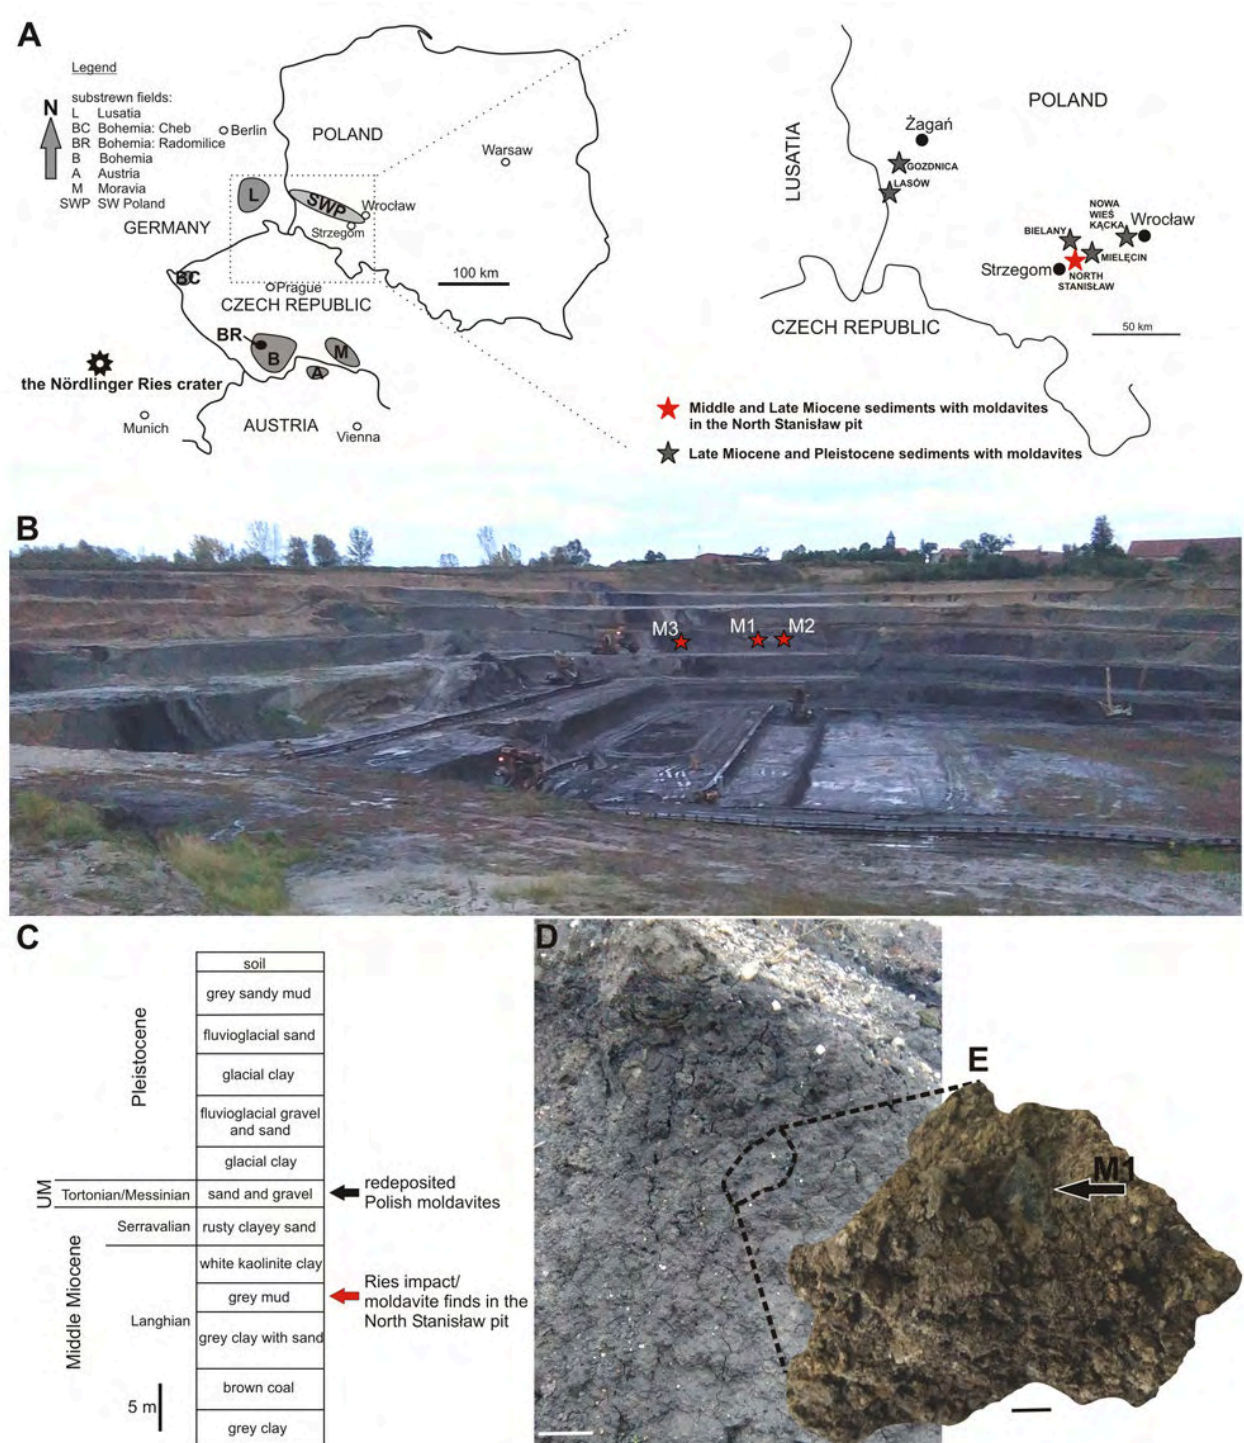 A
Legend
substrewn fields:
L Lusatia
BC Bohemia: Cheb
BR Bohemia: Radomilice
B Bohemia
A Austria
M Moravia
SWP SW Poland
N
Berlin
POLAND
Warsaw
L
SWP
Wrocław
Strzegom
GERMANY
100 km
BC
Prague
CZECH REPUBLIC
BR
B
M
A
the Nördlinger Ries crater
Munich
AUSTRIA
Vienna
POLAND
LUSATIA
Żagań
GOZDNICA
LASÓW
NOWA
WIEŚ
KĄCKA
Wrocław
BIELANY
MIELĘCIN
Strzegom
NORTH
STANISŁAW
CZECH REPUBLIC
50 km
Middle and Late Miocene sediments with moldavites
in the North Stanisław pit
Late Miocene and Pleistocene sediments with moldavites
B
M3
M1
M2
C
soil
grey sandy mud
fluvioglacial sand
glacial clay
fluvioglacial gravel
and sand
glacial clay
Pleistocene
UM
Tortonian/Messinian
sand and gravel
redeposited
Polish moldavites
Serravalian
rusty clayey sand
white kaolinite clay
Middle Miocene
Langhian
grey mud
Ries impact/
moldavite finds in the
North Stanisław pit
grey clay with sand
brown coal
grey clay
5 m
D
E
M1